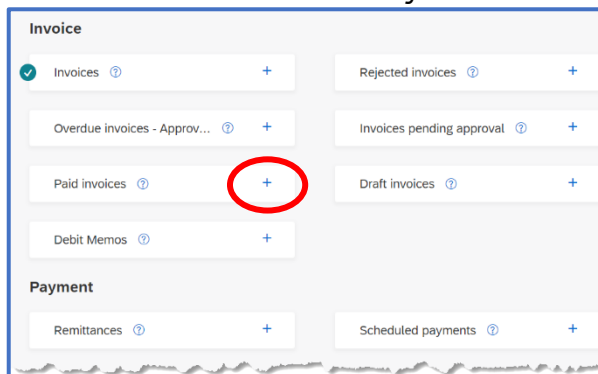 Invoice
Invoices ? +
Rejected invoices ? +
Overdue invoices - Approv... ? +
Invoices pending approval ? +
Paid invoices ? +
Draft invoices ? +
Debit Memos ? +
Payment
Remittances ? +
Scheduled payments ? +